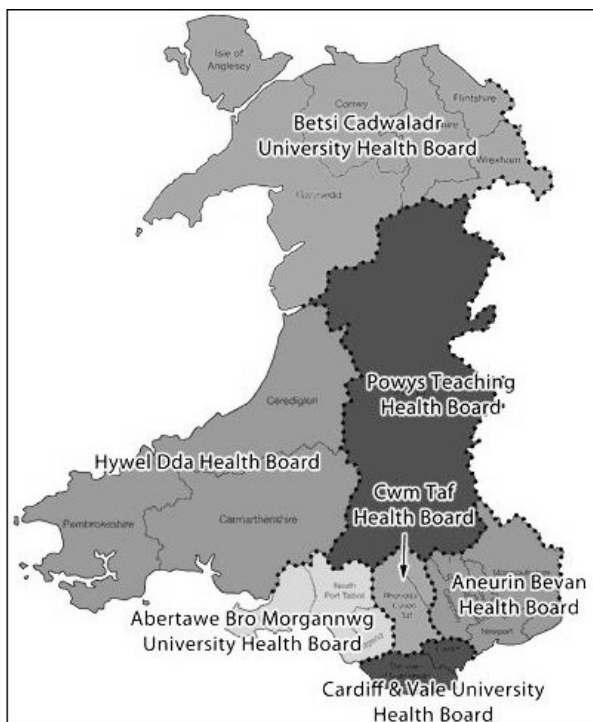 Isle of
Anglesey
Conwy
Flintshire
Betsi Cadwaladr
University Health Board
Wrexham
Gwynedd
Powys Teaching
Health Board
Ceredigion
Hywel Dda Health Board
Cwm Taf
Health Board
Pembrokeshire
Carmarthenshire
Neath
Port Talbot
Rhondda
Cynon
Taf
Aneurin Bevan
Health Board
Abertawe Bro Morgannwg
University Health Board
Newport
Cardiff & Vale University
Health Board